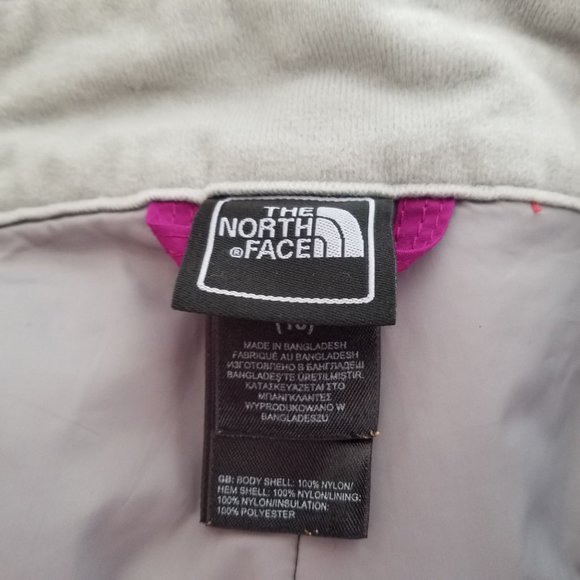 THE
NORTH
® FACE
MADE IN BANGLADESH
FABRIQUÉ AU BANGLADESH
ИЗГОТОВЛЕНО В БАНГЛАДЕШ
BANGLADEŞ'TE ÜRETİLMİŞTİR
ΚΑΤΑΣΚΕΥΑΖΕΤΑΙ ΣΤΟ
ΜΠΑΝΓΚΛΑΝΤΕΣ
WYPRODUKOWANO W
BANGLADESZU
GB: BODY SHELL: 100% NYLON/
HEM SHELL: 100% NYLON/LINING:
100% NYLON/INSULATION:
100% POLYESTER